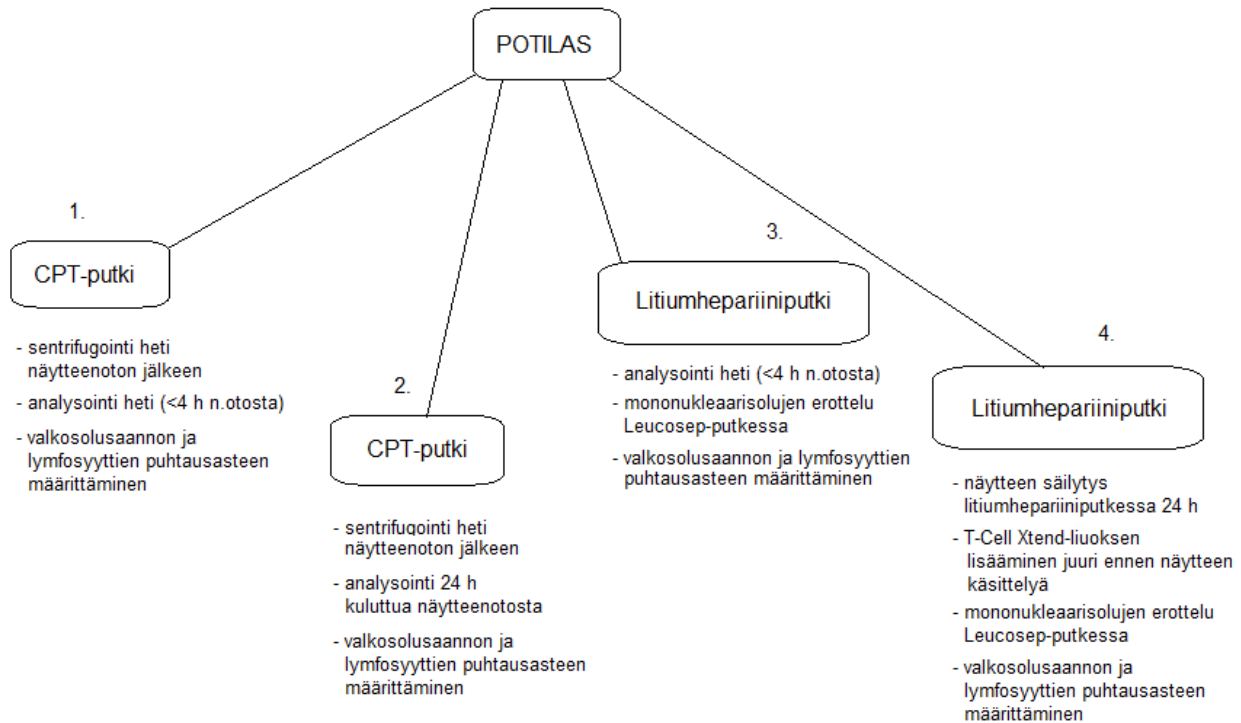 POTILAS
1.
CPT-putki
- sentrifugointi heti
näytteenoton jälkeen
- analysointi heti (<4 h n.otosta)
- valkosolusaannon ja
lymfosyyttien puhtausasteen
määrittäminen
2.
CPT-putki
- sentrifugointi heti
näytteenoton jälkeen
- analysointi 24 h
kuluttua näytteenotosta
- valkosolusaannon ja
lymfosyyttien puhtausasteen
määrittäminen
3.
Litiumhepariiniputki
- analysointi heti (<4 h n.otosta)
- mononukleaarisolujen erottelu
Leucosep-putkessa
- valkosolusaannon ja lymfosyyttien
puhtausasteen määrittäminen
4.
Litiumhepariiniputki
- näytteen säilytys
litiumhepariiniputkessa 24 h
- T-Cell Xtend-liuoksen
lisääminen juuri ennen näytteen
käsittelyä
- mononukleaarisolujen erottelu
Leucosep-putkessa
- valkosolusaannon ja
lymfosyyttien puhtausasteen
määrittäminen